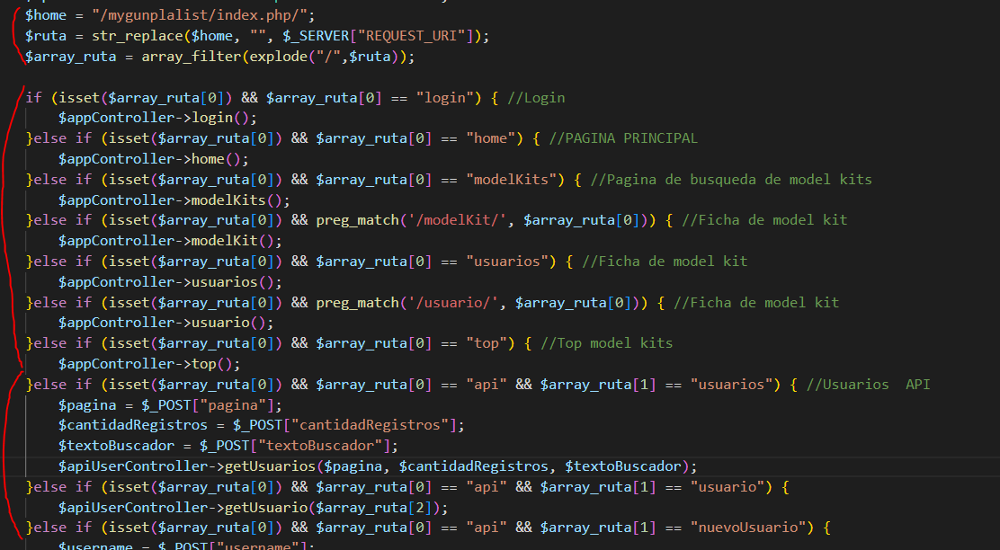 $home = "/mygunplalist/index.php/";
$ruta = str_replace($home, "", $_SERVER["REQUEST_URI"]);
$array_ruta = array_filter(explode("/",$ruta));
if (isset($array_ruta[0]) && $array_ruta[0] == "login") { //Login
$appController->login();
}else if (isset($array_ruta[0]) && $array_ruta[0] == "home") { //PAGINA PRINCIPAL
$appController->home();
}else if (isset($array_ruta[0]) && $array_ruta[0] == "modelKits") { //Pagina de busqueda de model kits
$appController->modelKits();
}else if (isset($array_ruta[0]) && preg_match('/modelKit/', $array_ruta[0])) { //Ficha de model kit
$appController->modelKit();
}else if (isset($array_ruta[0]) && $array_ruta[0] == "usuarios") { //Ficha de model kit
$appController->usuarios();
}else if (isset($array_ruta[0]) && preg_match('/usuario/', $array_ruta[0])) { //Ficha de model kit
$appController->usuario();
}else if (isset($array_ruta[0]) && $array_ruta[0] == "top") { //Top model kits
$appController->top();
}else if (isset($array_ruta[0]) && $array_ruta[0] == "api" && $array_ruta[1] == "usuarios") { //Usuarios  API
$pagina = $_POST["pagina"];
$cantidadRegistros = $_POST["cantidadRegistros"];
$textoBuscador = $_POST["textoBuscador"];
$apiUserController->getUsuarios($pagina, $cantidadRegistros, $textoBuscador);
}else if (isset($array_ruta[0]) && $array_ruta[0] == "api" && $array_ruta[1] == "usuario") {
$apiUserController->getUsuario($array_ruta[2]);
}else if (isset($array_ruta[0]) && $array_ruta[0] == "api" && $array_ruta[1] == "nuevoUsuario") {
$username = $_POST["username"];